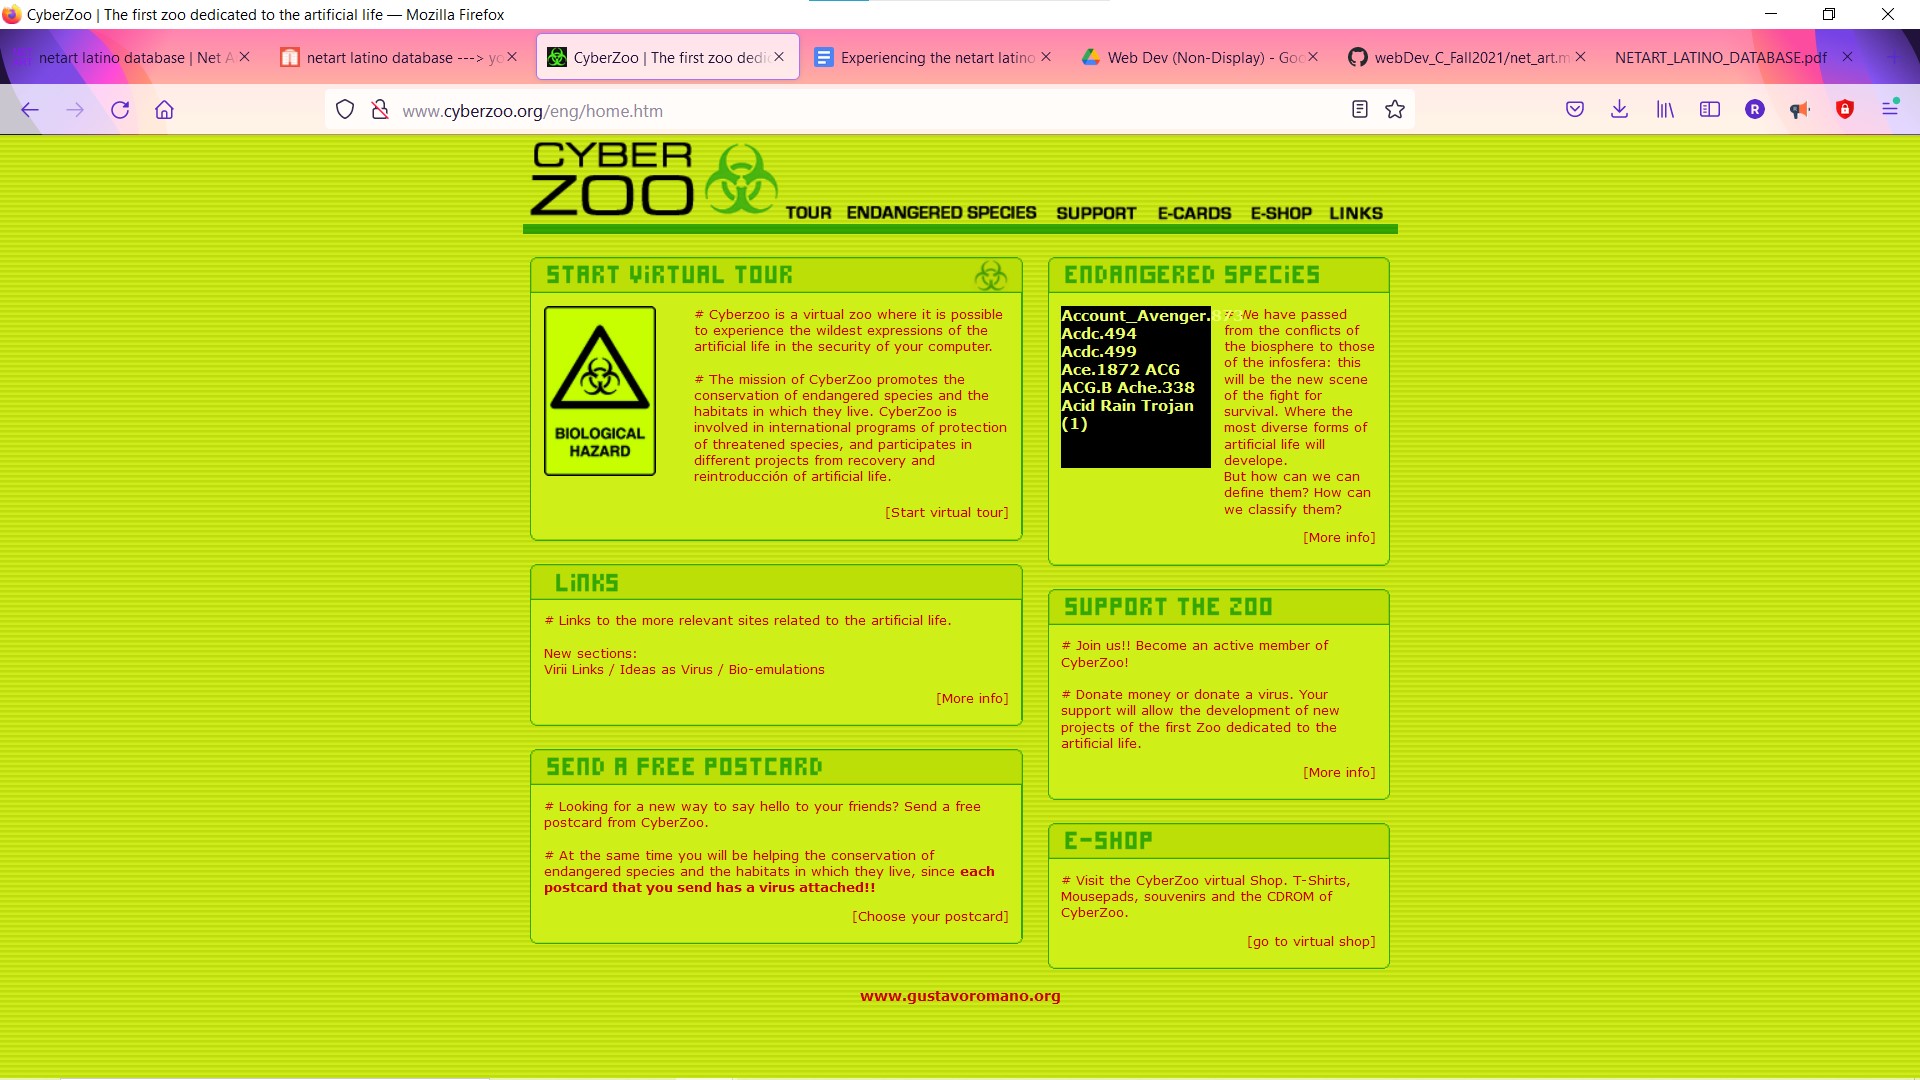 CyberZoo | The first zoo dedicated to the artificial life — Mozilla Firefox
netart latino database | Net A
netart latino database ---> yo
CyberZoo | The first zoo dedic
Experiencing the netart latino
Web Dev (Non-Display) - Goo
webDev_C_Fall2021/net_art.m
NETART_LATINO_DATABASE.pdf
www.cyberzoo.org/eng/home.htm
R
CYBER
ZOO
TOUR ENDANGERED SPECIES SUPPORT E-CARDS E-SHOP LINKS
START VIRTUAL TOUR
BIOLOGICAL
HAZARD
# Cyberzoo is a virtual zoo where it is possible
to experience the wildest expressions of the
artificial life in the security of your computer.
# The mission of CyberZoo promotes the
conservation of endangered species and the
habitats in which they live. CyberZoo is
involved in international programs of protection
of threatened species, and participates in
different projects from recovery and
reintroducción of artificial life.
[Start virtual tour]
LINKS
# Links to the more relevant sites related to the artificial life.
New sections:
Virii Links / Ideas as Virus / Bio-emulations
[More info]
SEND A FREE POSTCARD
# Looking for a new way to say hello to your friends? Send a free
postcard from CyberZoo.
# At the same time you will be helping the conservation of
endangered species and the habitats in which they live, since each
postcard that you send has a virus attached!!
[Choose your postcard]
ENDANGERED SPECIES
Account_Avenger.
Acdc.494
Acdc.499
Ace.1872 ACG
ACG.B Ache.338
Acid Rain Trojan
(1)
# We have passed
from the conflicts of
the biosphere to those
of the infosfera: this
will be the new scene
of the fight for
survival. Where the
most diverse forms of
artificial life will
develope.
But how can we can
define them? How can
we classify them?
[More info]
SUPPORT THE ZOO
# Join us!! Become an active member of
CyberZoo!
# Donate money or donate a virus. Your
support will allow the development of new
projects of the first Zoo dedicated to the
artificial life.
[More info]
E-SHOP
# Visit the CyberZoo virtual Shop. T-Shirts,
Mousepads, souvenirs and the CDROM of
CyberZoo.
[go to virtual shop]
www.gustavoromano.org